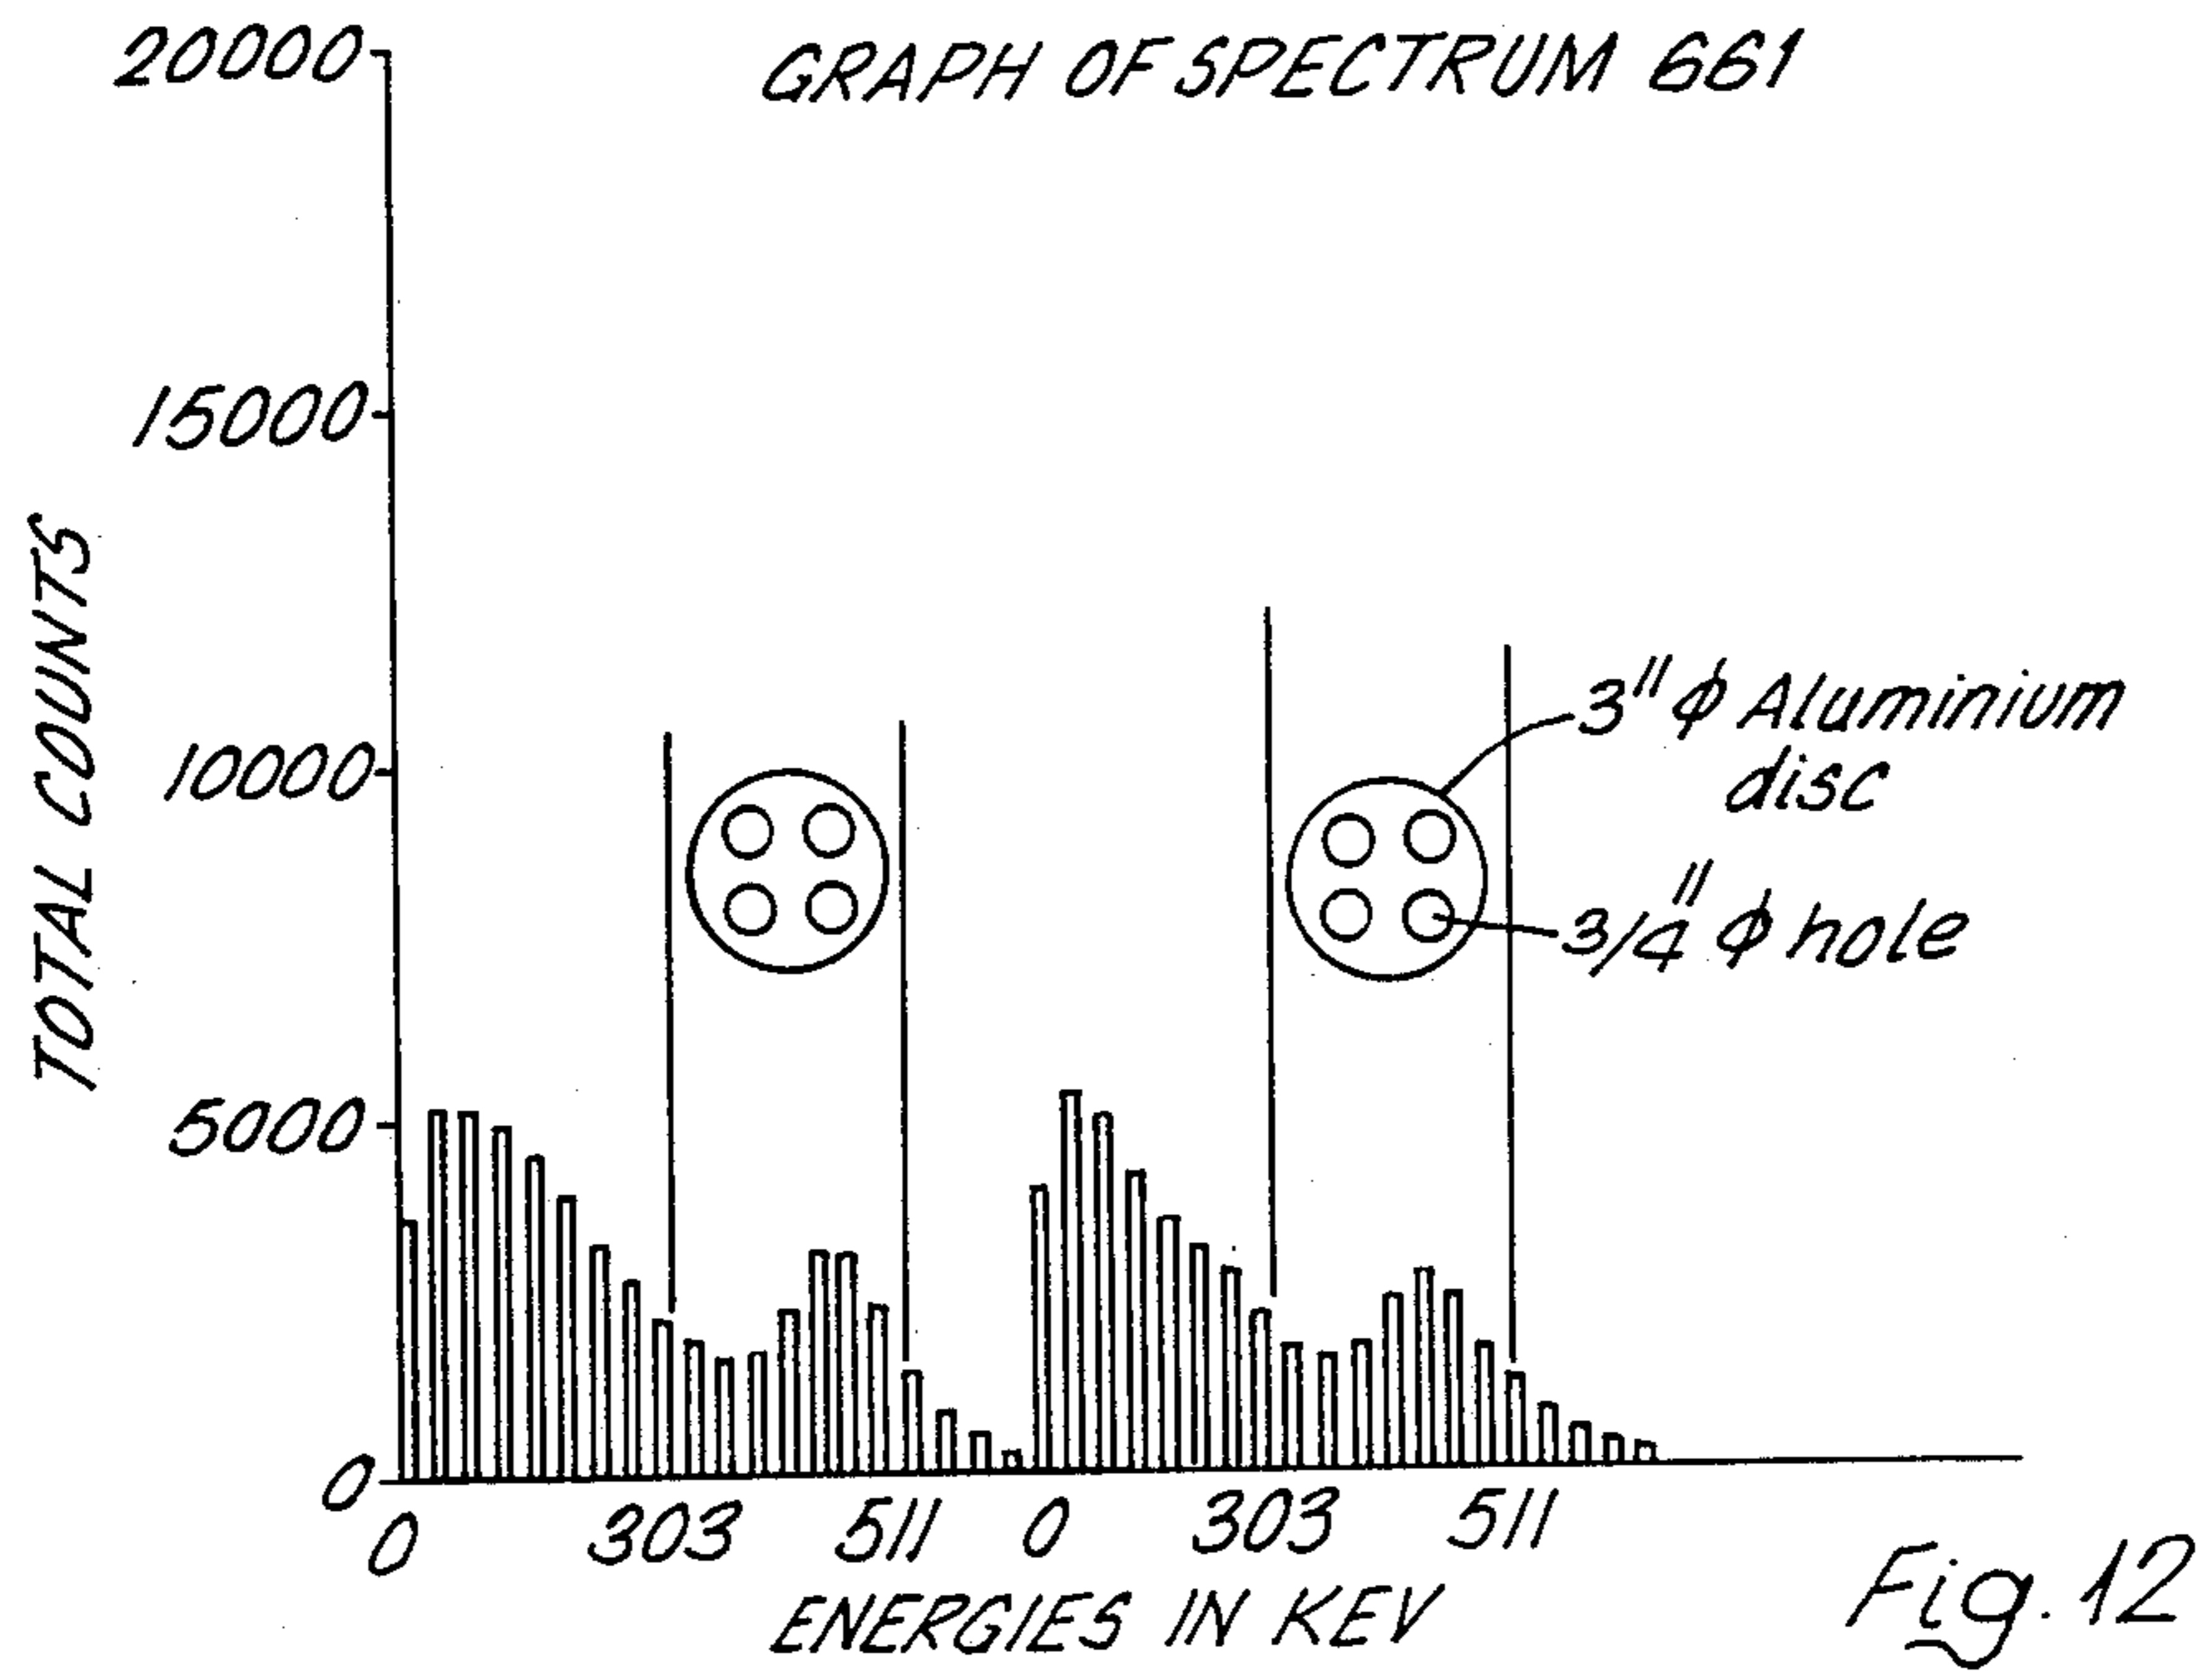 GRAPH OF SPECTRUM 661
20000
15000
10000
5000
0
TOTAL COUNTS
3"ϕ Aluminium
disc
3/4" ϕ hole
0 303 511 0 303 511
ENERGIES IN KEV
Fig. 12